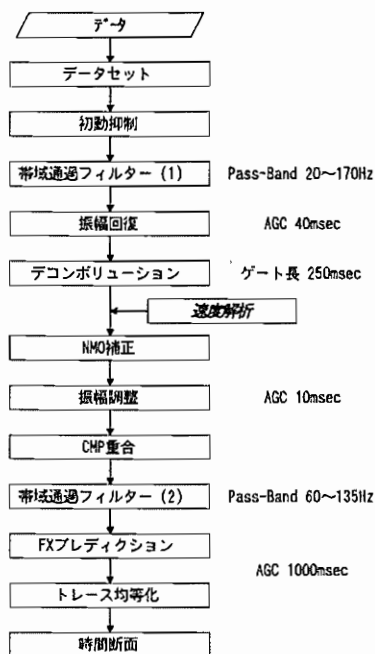 データ
データセット
初動抑制
帯域通過フィルター (1) Pass-Band 20~170Hz
振幅回復 AGC 40msec
デコンボリューション ゲート長 250msec
速度解析
NMO補正
振幅調整 AGC 10msec
CMP重合
帯域通過フィルター (2) Pass-Band 60~135Hz
FXプレディクション
AGC 1000msec
トレース均等化
時間断面